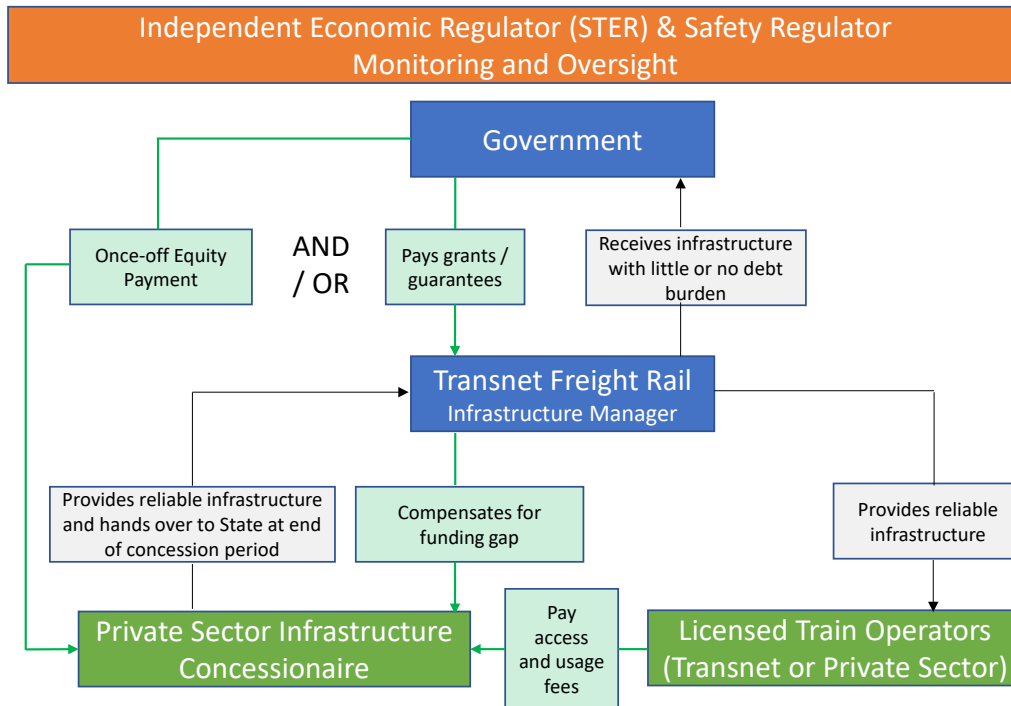 Independent Economic Regulator (STER) & Safety Regulator
Monitoring and Oversight
Government
Once-off Equity
Payment
AND
/ OR
Pays grants /
guarantees
Receives infrastructure
with little or no debt
burden
Transnet Freight Rail
Infrastructure Manager
Provides reliable infrastructure
and hands over to State at end
of concession period
Compensates for
funding gap
Provides reliable
infrastructure
Private Sector Infrastructure
Concessionaire
Pay
access
and usage
fees
Licensed Train Operators
(Transnet or Private Sector)